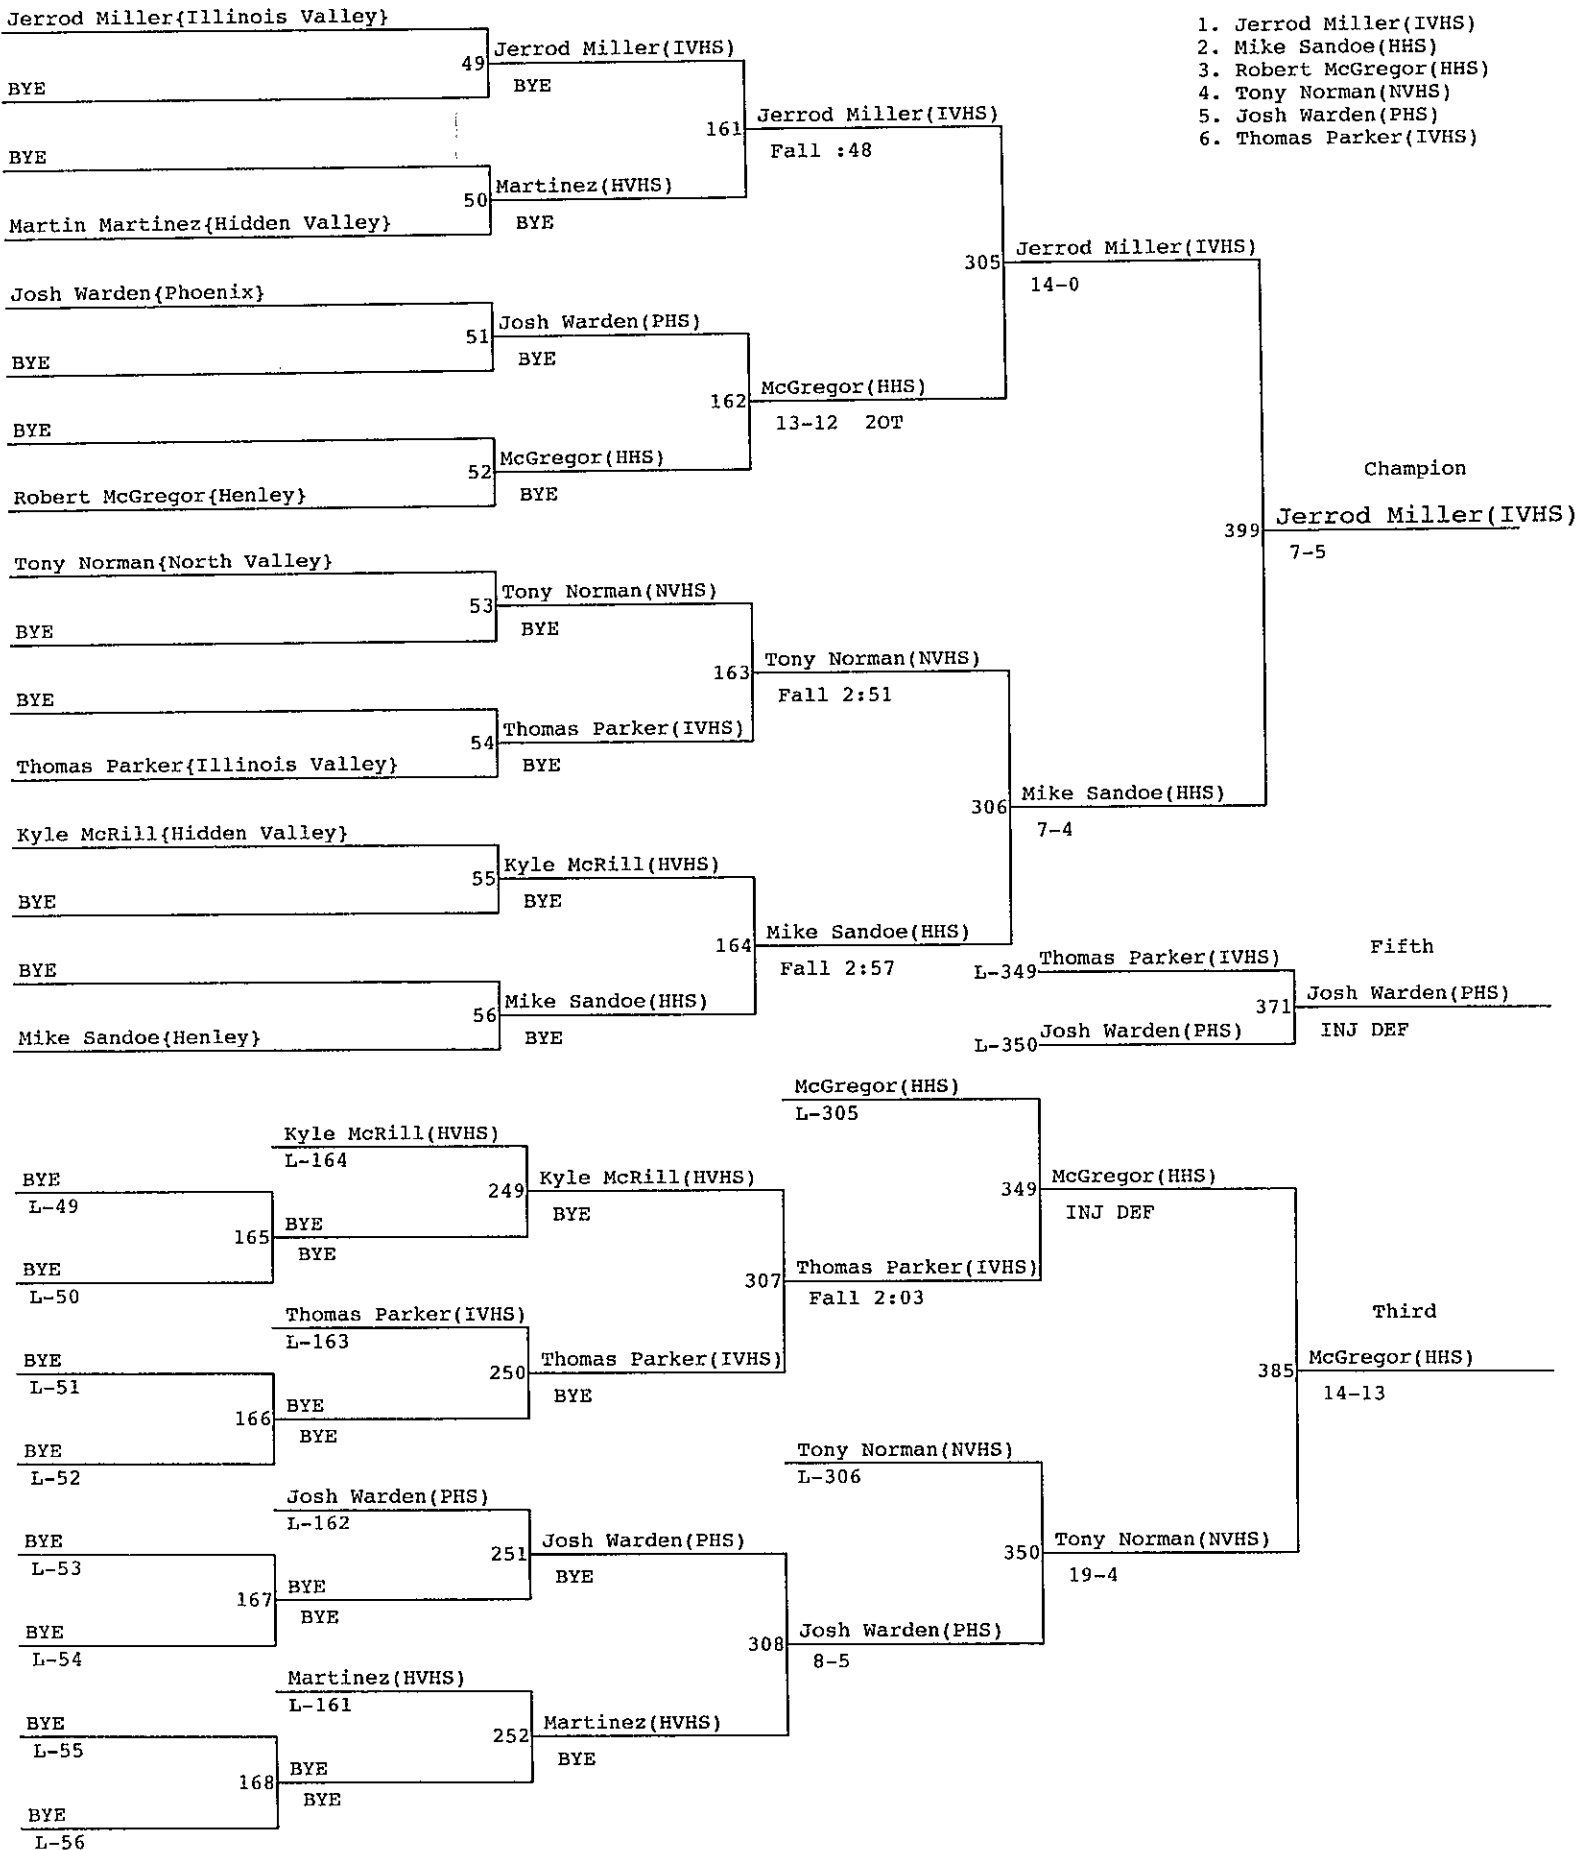 Jerrod Miller{Illinois Valley}
49
Jerrod Miller(IVHS)
BYE
BYE
161
Jerrod Miller(IVHS)
Fall :48
BYE
50
Martinez(HVHS)
BYE
Martin Martinez{Hidden Valley}
305
Jerrod Miller(IVHS)
14-0
Josh Warden{Phoenix}
51
Josh Warden(PHS)
BYE
BYE
162
McGregor(HHS)
13-12 2OT
BYE
52
McGregor(HHS)
BYE
Robert McGregor{Henley}
1. Jerrod Miller(IVHS)
2. Mike Sandoe(HHS)
3. Robert McGregor(HHS)
4. Tony Norman(NVHS)
5. Josh Warden(PHS)
6. Thomas Parker(IVHS)
Champion
399
Jerrod Miller(IVHS)
7-5
Tony Norman{North Valley}
53
Tony Norman(NVHS)
BYE
BYE
163
Tony Norman(NVHS)
Fall 2:51
BYE
54
Thomas Parker(IVHS)
BYE
Thomas Parker{Illinois Valley}
306
Mike Sandoe(HHS)
7-4
Kyle McRill{Hidden Valley}
55
Kyle McRill(HVHS)
BYE
BYE
164
Mike Sandoe(HHS)
Fall 2:57
BYE
56
Mike Sandoe(HHS)
BYE
Mike Sandoe{Henley}
Fifth
L-349
Thomas Parker(IVHS)
371
Josh Warden(PHS)
INJ DEF
L-350
Josh Warden(PHS)
McGregor(HHS)
L-305
Kyle McRill(HVHS)
L-164
BYE
L-49
249
Kyle McRill(HVHS)
BYE
349
McGregor(HHS)
INJ DEF
165
BYE
BYE
BYE
L-50
307
Thomas Parker(IVHS)
Fall 2:03
Thomas Parker(IVHS)
L-163
BYE
L-51
250
Thomas Parker(IVHS)
BYE
166
BYE
BYE
BYE
L-52
Third
385
McGregor(HHS)
14-13
Tony Norman(NVHS)
L-306
Josh Warden(PHS)
L-162
BYE
L-53
251
Josh Warden(PHS)
BYE
350
Tony Norman(NVHS)
19-4
167
BYE
BYE
BYE
L-54
308
Josh Warden(PHS)
8-5
Martinez(HVHS)
L-161
BYE
L-55
252
Martinez(HVHS)
BYE
168
BYE
BYE
BYE
L-56